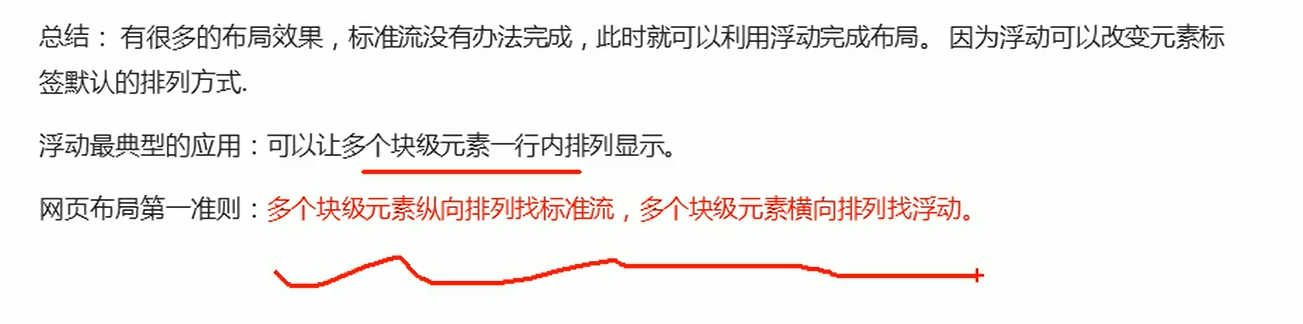 总结： 有很多的布局效果，标准流没有办法完成，此时就可以利用浮动完成布局。 因为浮动可以改变元素标
签默认的排列方式.
浮动最典型的应用：可以让多个块级元素一行内排列显示。
网页布局第一准则：多个块级元素纵向排列找标准流，多个块级元素横向排列找浮动。